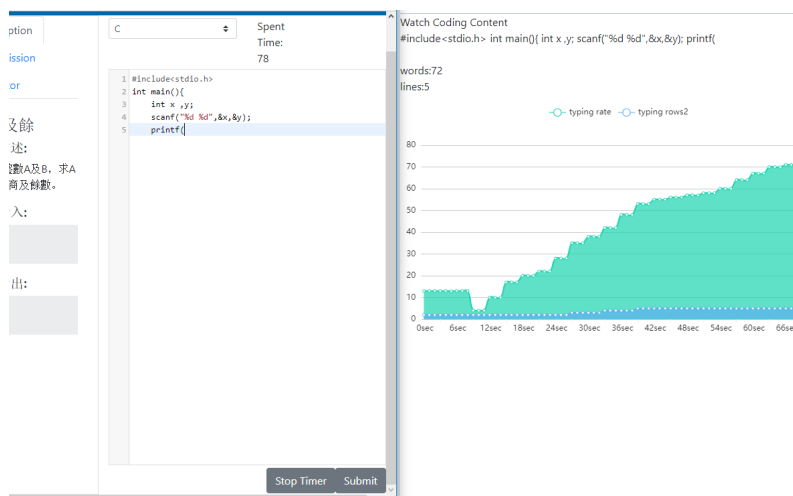 ption
ission
or
及餘
述:
整數A及B，求A
商及餘數。
入:
出:
C
Spent
Time:
78
1 #include<stdio.h>
2 int main(){
3 int x ,y;
4 scanf("%d %d",&x,&y);
5 printf(
Stop Timer
Submit
Watch Coding Content
#include<stdio.h> int main(){ int x ,y; scanf("%d %d",&x,&y); printf(
words:72
lines:5
typing rate typing rows2
80
70
60
50
40
30
20
10
0
0sec 6sec 12sec 18sec 24sec 30sec 36sec 42sec 48sec 54sec 60sec 66se